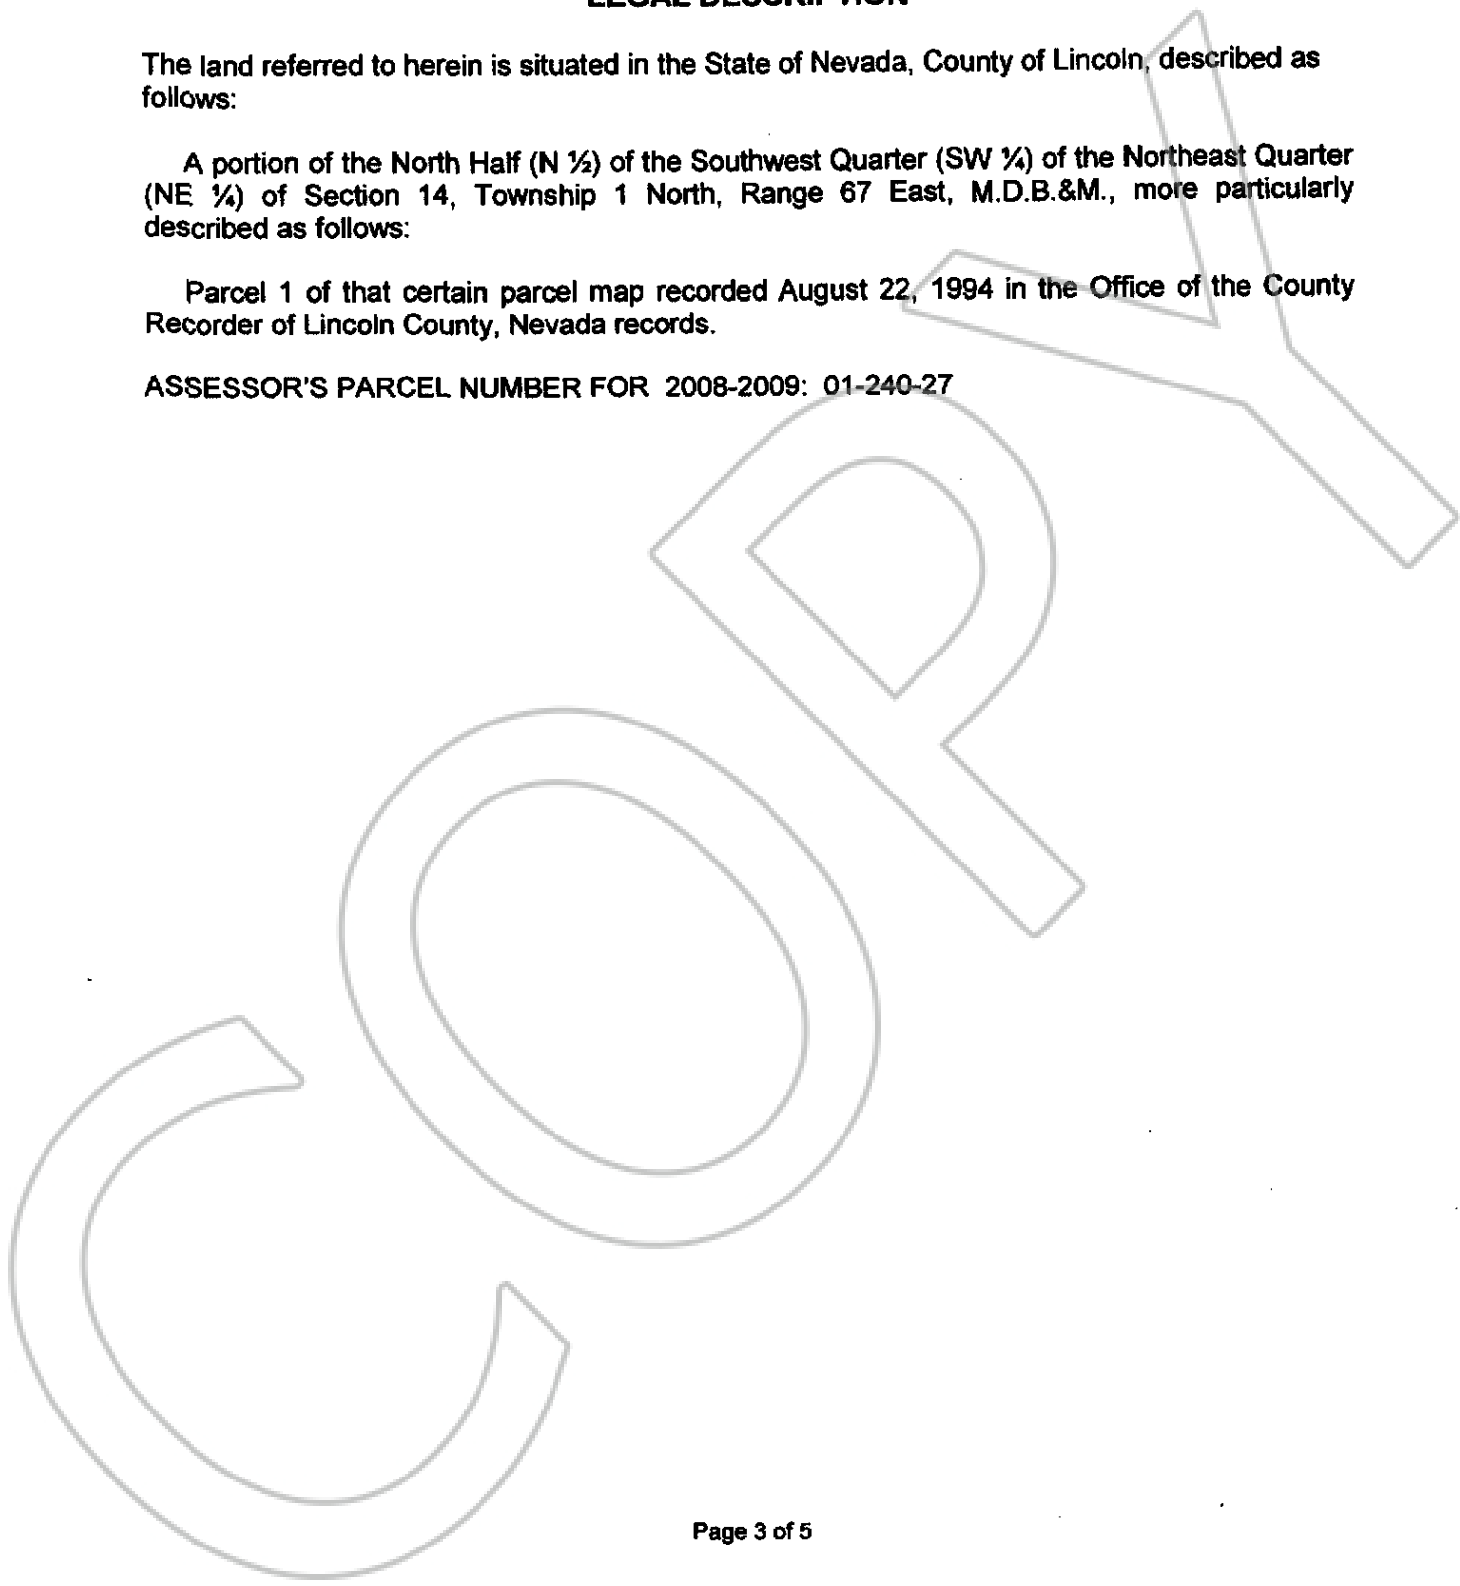 LEGAL DESCRIPTION
The land referred to herein is situated in the State of Nevada, County of Lincoln, described as
follows:
A portion of the North Half (N ½) of the Southwest Quarter (SW ¼) of the Northeast Quarter
(NE ¼) of Section 14, Township 1 North, Range 67 East, M.D.B.&M., more particularly
described as follows:
Parcel 1 of that certain parcel map recorded August 22, 1994 in the Office of the County
Recorder of Lincoln County, Nevada records.
ASSESSOR'S PARCEL NUMBER FOR 2008-2009: 01-240-27
COPY
Page 3 of 5